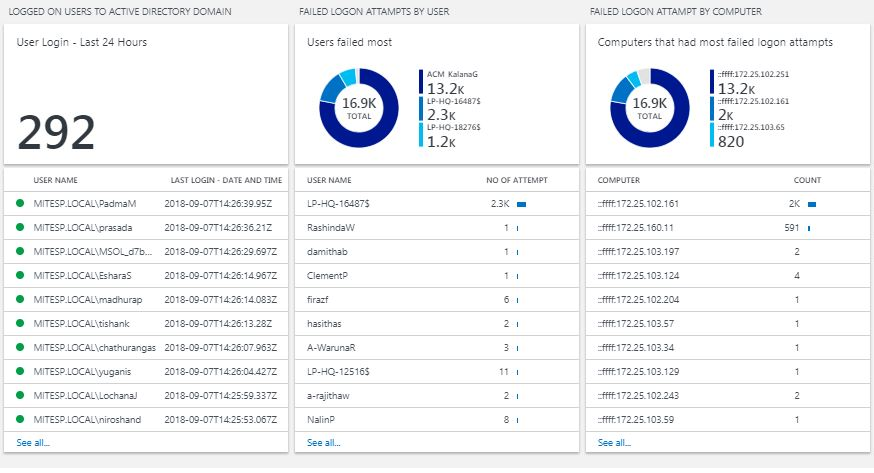 LOGGED ON USERS TO ACTIVE DIRECTORY DOMAIN
User Login - Last 24 Hours
292
USER NAME LAST LOGIN - DATE AND TIME
MITESP.LOCAL\PadmaM 2018-09-07T14:26:39.95Z
MITESP.LOCAL\prasada 2018-09-07T14:26:36.21Z
MITESP.LOCAL\MSOL_d7b... 2018-09-07T14:26:29.697Z
MITESP.LOCAL\EsharaS 2018-09-07T14:26:14.967Z
MITESP.LOCAL\madhurap 2018-09-07T14:26:14.083Z
MITESP.LOCAL\tishank 2018-09-07T14:26:13.28Z
MITESP.LOCAL\chathurangas 2018-09-07T14:26:07.963Z
MITESP.LOCAL\yuganis 2018-09-07T14:26:04.427Z
MITESP.LOCAL\LochanaJ 2018-09-07T14:25:59.337Z
MITESP.LOCAL\niroshand 2018-09-07T14:25:53.067Z
See all...
FAILED LOGON ATTAMPTS BY USER
Users failed most
16.9K
TOTAL
ACM KalanaG
13.2K
LP-HQ-16487$
2.3K
LP-HQ-18276$
1.2K
USER NAME NO OF ATTEMPT
LP-HQ-16487$ 2.3K
RashindaW 1
damithab 1
ClementP 1
firazf 6
hasithas 2
A-WarunaR 3
LP-HQ-12516$ 11
a-rajithaw 2
NalinP 8
See all...
FAILED LOGON ATTAMPT BY COMPUTER
Computers that had most failed logon attampts
16.9K
TOTAL
::ffff:172.25.102.251
13.2K
::ffff:172.25.102.161
2K
::ffff:172.25.103.65
820
COMPUTER COUNT
::ffff:172.25.102.161 2K
::ffff:172.25.160.11 591
::ffff:172.25.103.197 2
::ffff:172.25.103.124 4
::ffff:172.25.102.204 1
::ffff:172.25.103.57 1
::ffff:172.25.103.34 1
::ffff:172.25.103.129 1
::ffff:172.25.102.243 2
::ffff:172.25.103.59 1
See all...